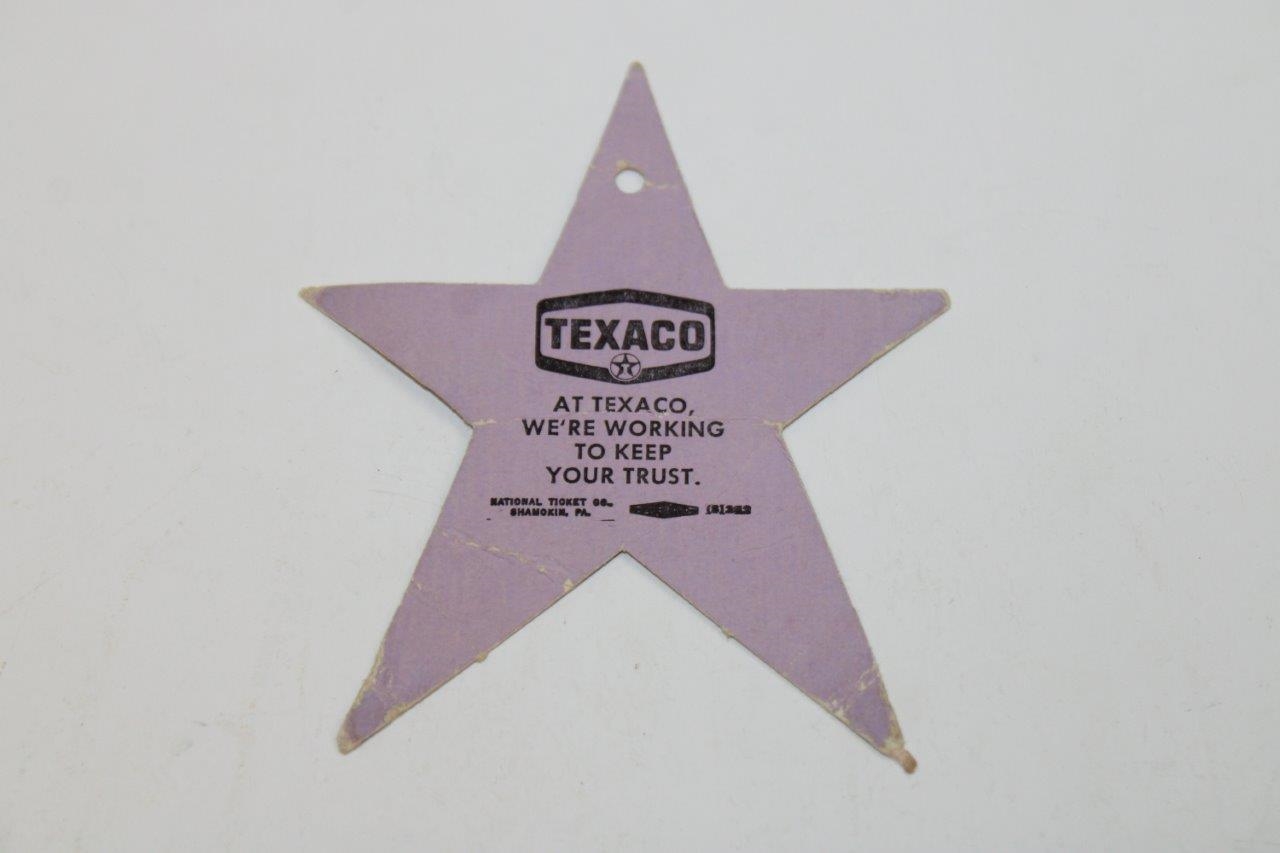 TEXACO
T
AT TEXACO,
WE'RE WORKING
TO KEEP
YOUR TRUST.
NATIONAL TICKET CO.,
SHAMOKIN, PA.